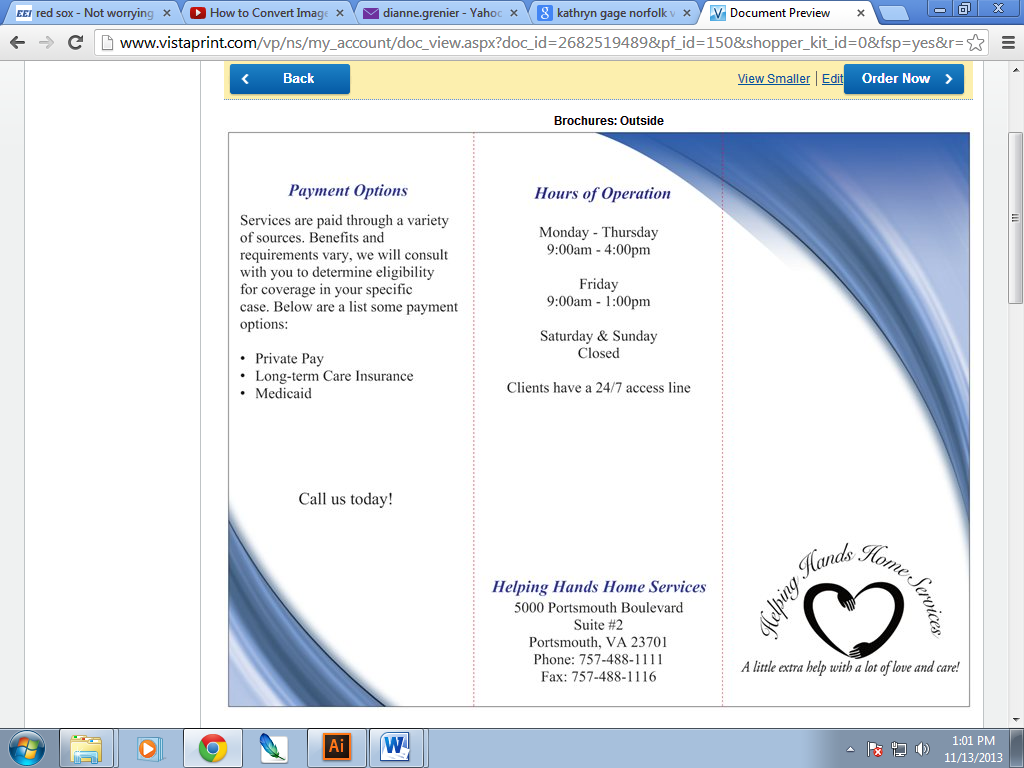 red sox - Not worrying
How to Convert Image
dianne.grenier - Yahoo
kathryn gage norfolk v
Document Preview
www.vistaprint.com/vp/ns/my_account/doc_view.aspx?doc_id=2682519489&pf_id=150&shopper_kit_id=0&fsp=yes&r=
Back
View Smaller
Edit
Order Now
Brochures: Outside
Payment Options
Services are paid through a variety
of sources. Benefits and
requirements vary, we will consult
with you to determine eligibility
for coverage in your specific
case. Below are a list some payment
options:
• Private Pay
• Long-term Care Insurance
• Medicaid
Call us today!
Hours of Operation
Monday - Thursday
9:00am - 4:00pm
Friday
9:00am - 1:00pm
Saturday & Sunday
Closed
Clients have a 24/7 access line
Helping Hands Home Services
5000 Portsmouth Boulevard
Suite #2
Portsmouth, VA 23701
Phone: 757-488-1111
Fax: 757-488-1116
Helping Hands Home Services
A little extra help with a lot of love and care!
Ai
W
1:01 PM
11/13/2013